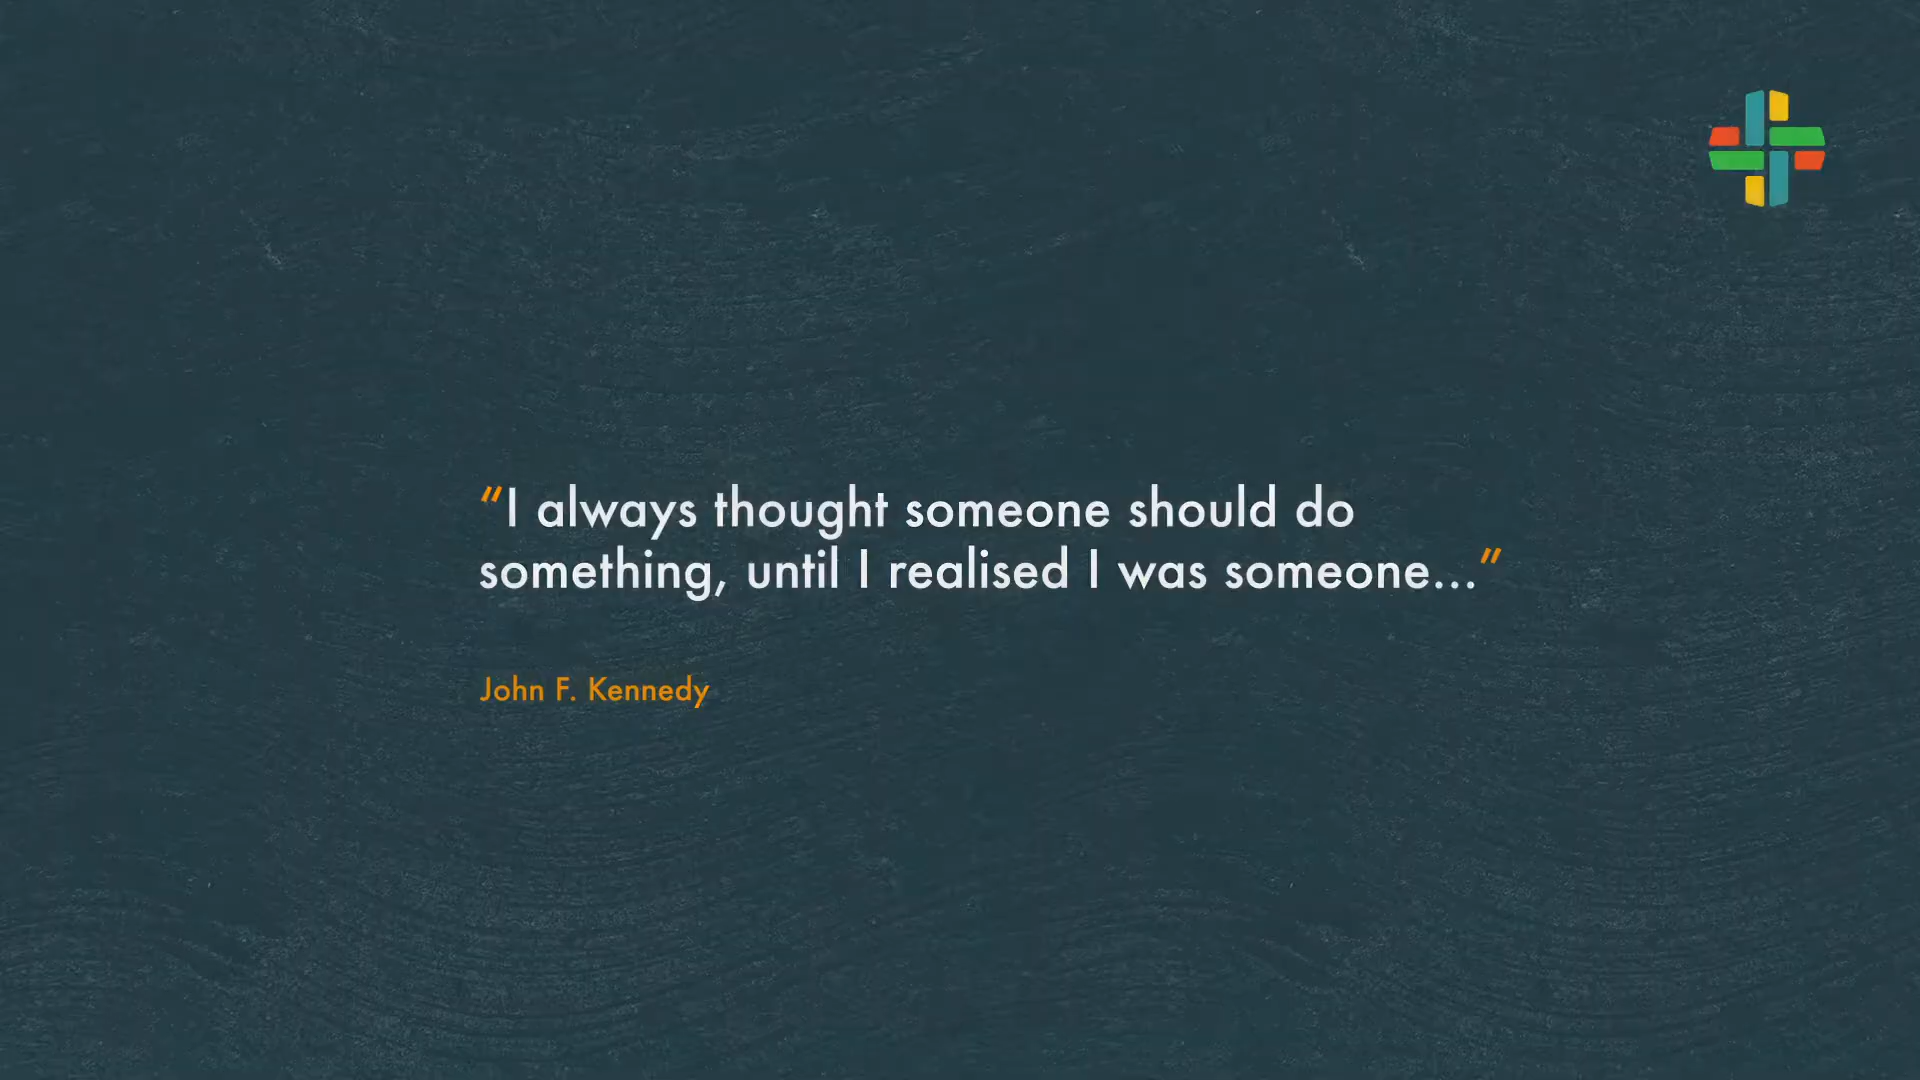 “I always thought someone should do
something, until I realised I was someone...”
John F. Kennedy